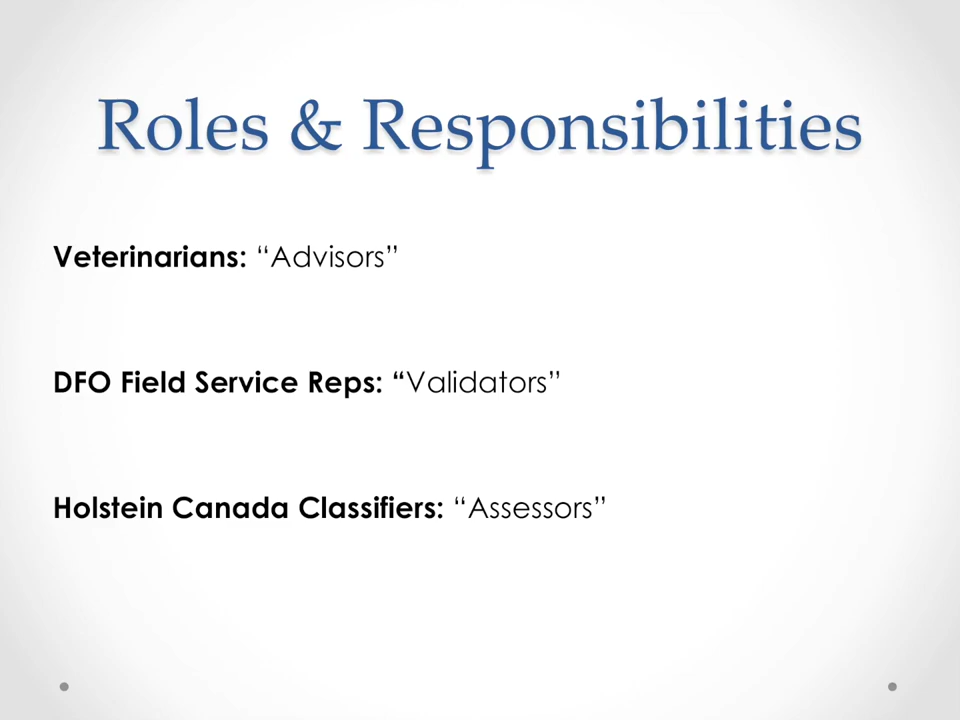 Roles & Responsibilities
Veterinarians: “Advisors”
DFO Field Service Reps: “Validators”
Holstein Canada Classifiers: “Assessors”